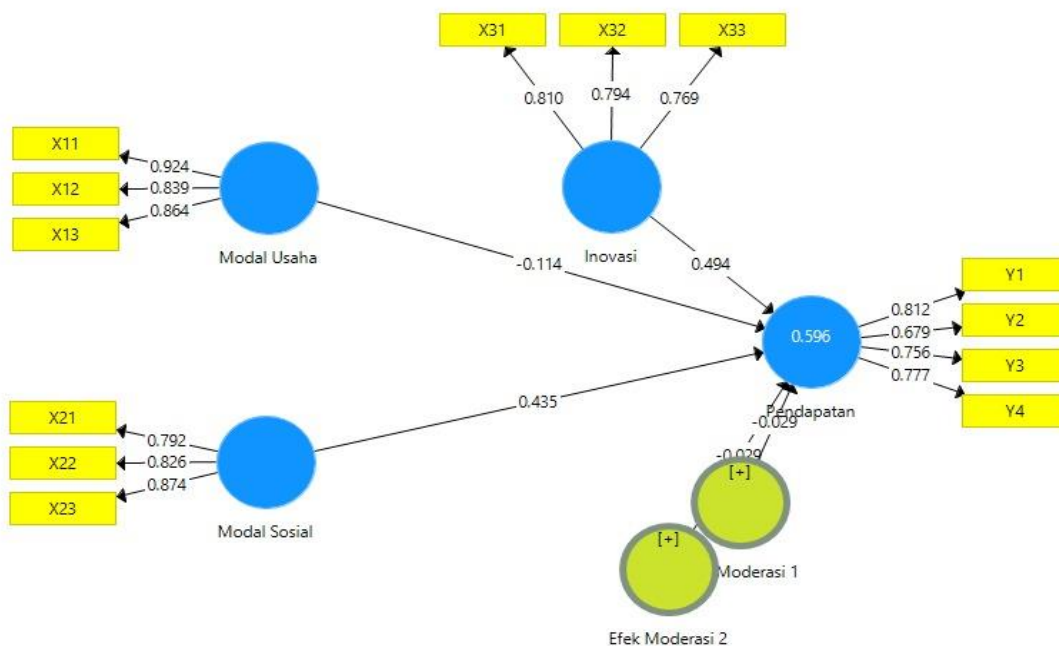 X31
X32
X33
0.810
0.794
0.769
X11
X12
X13
0.924
0.839
0.864
Modal Usaha
Inovasi
-0.114
0.494
Y1
Y2
Y3
Y4
0.812
0.679
0.756
0.777
0.596
Pendapatan
0.435
X21
X22
X23
0.792
0.826
0.874
Modal Sosial
-0.029
-0.029
[+]
[+]
Moderasi 1
Efek Moderasi 2